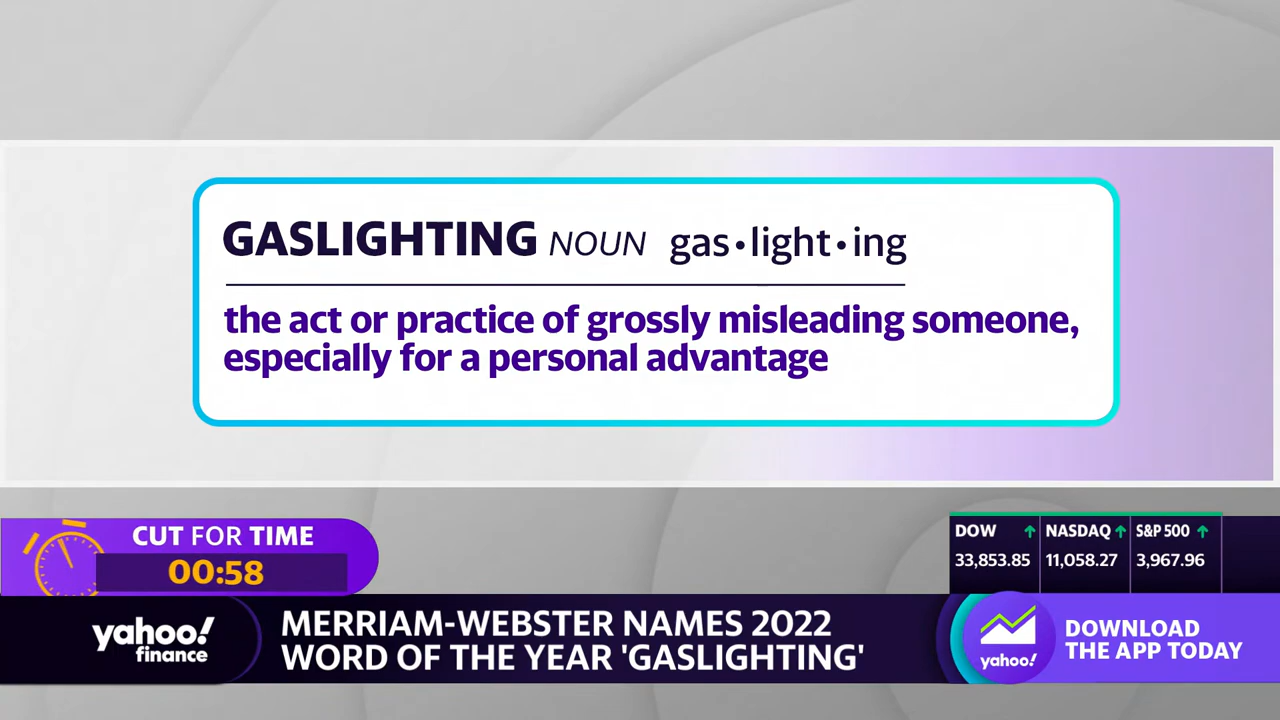 GASLIGHTING NOUN gas•light•ing
the act or practice of grossly misleading someone,
especially for a personal advantage
CUT FOR TIME
00:58
DOW
33,853.85
NASDAQ
11,058.27
S&P 500
3,967.96
yahoo!
finance
MERRIAM-WEBSTER NAMES 2022
WORD OF THE YEAR 'GASLIGHTING'
yahoo!
DOWNLOAD
THE APP TODAY